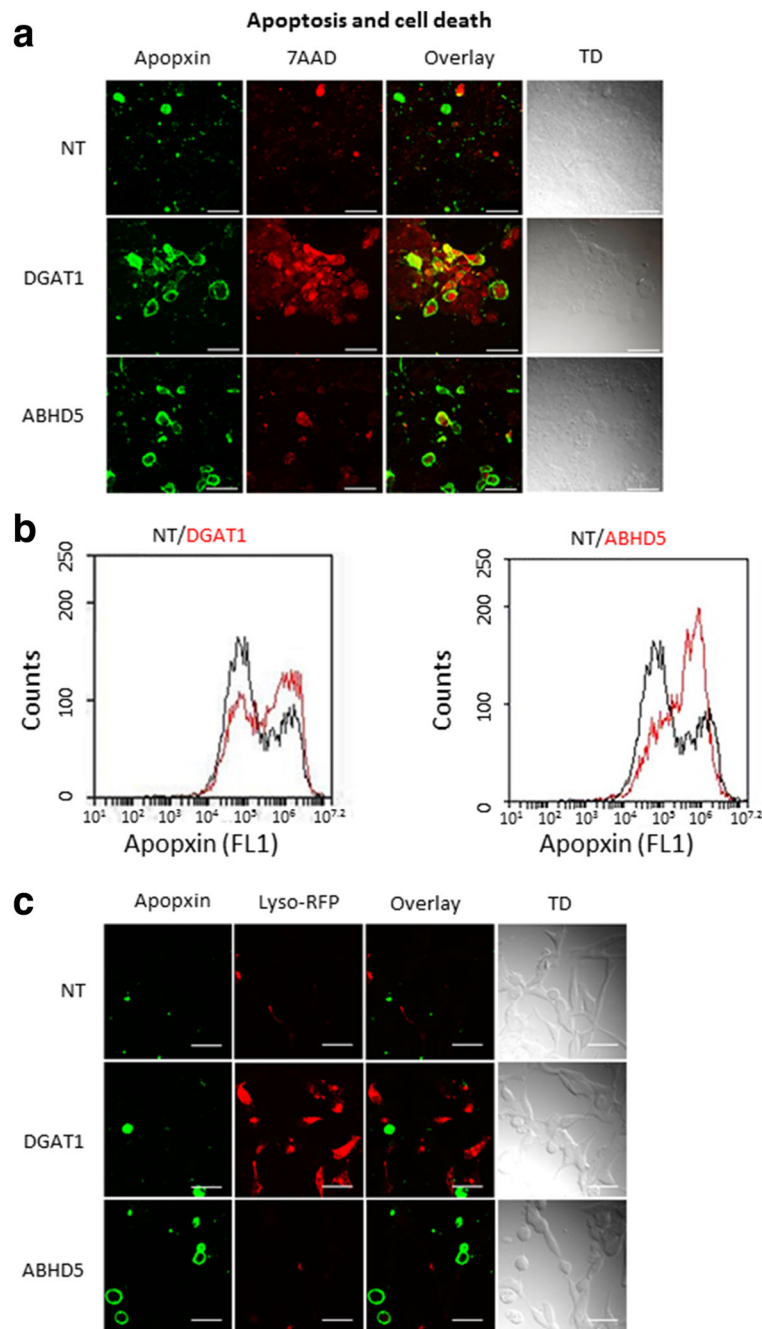 a
Apoptosis and cell death
Apopxin 7AAD Overlay TD
NT
DGAT1
ABHD5
b
NT/DGAT1
NT/ABHD5
250
200
100
0
Counts
10¹ 10² 10³ 10⁴ 10⁵ 10⁶ 10⁷·²
Apopxin (FL1)
250
200
100
0
Counts
10¹ 10² 10³ 10⁴ 10⁵ 10⁶ 10⁷·²
Apopxin (FL1)
c
Apopxin Lyso-RFP Overlay TD
NT
DGAT1
ABHD5